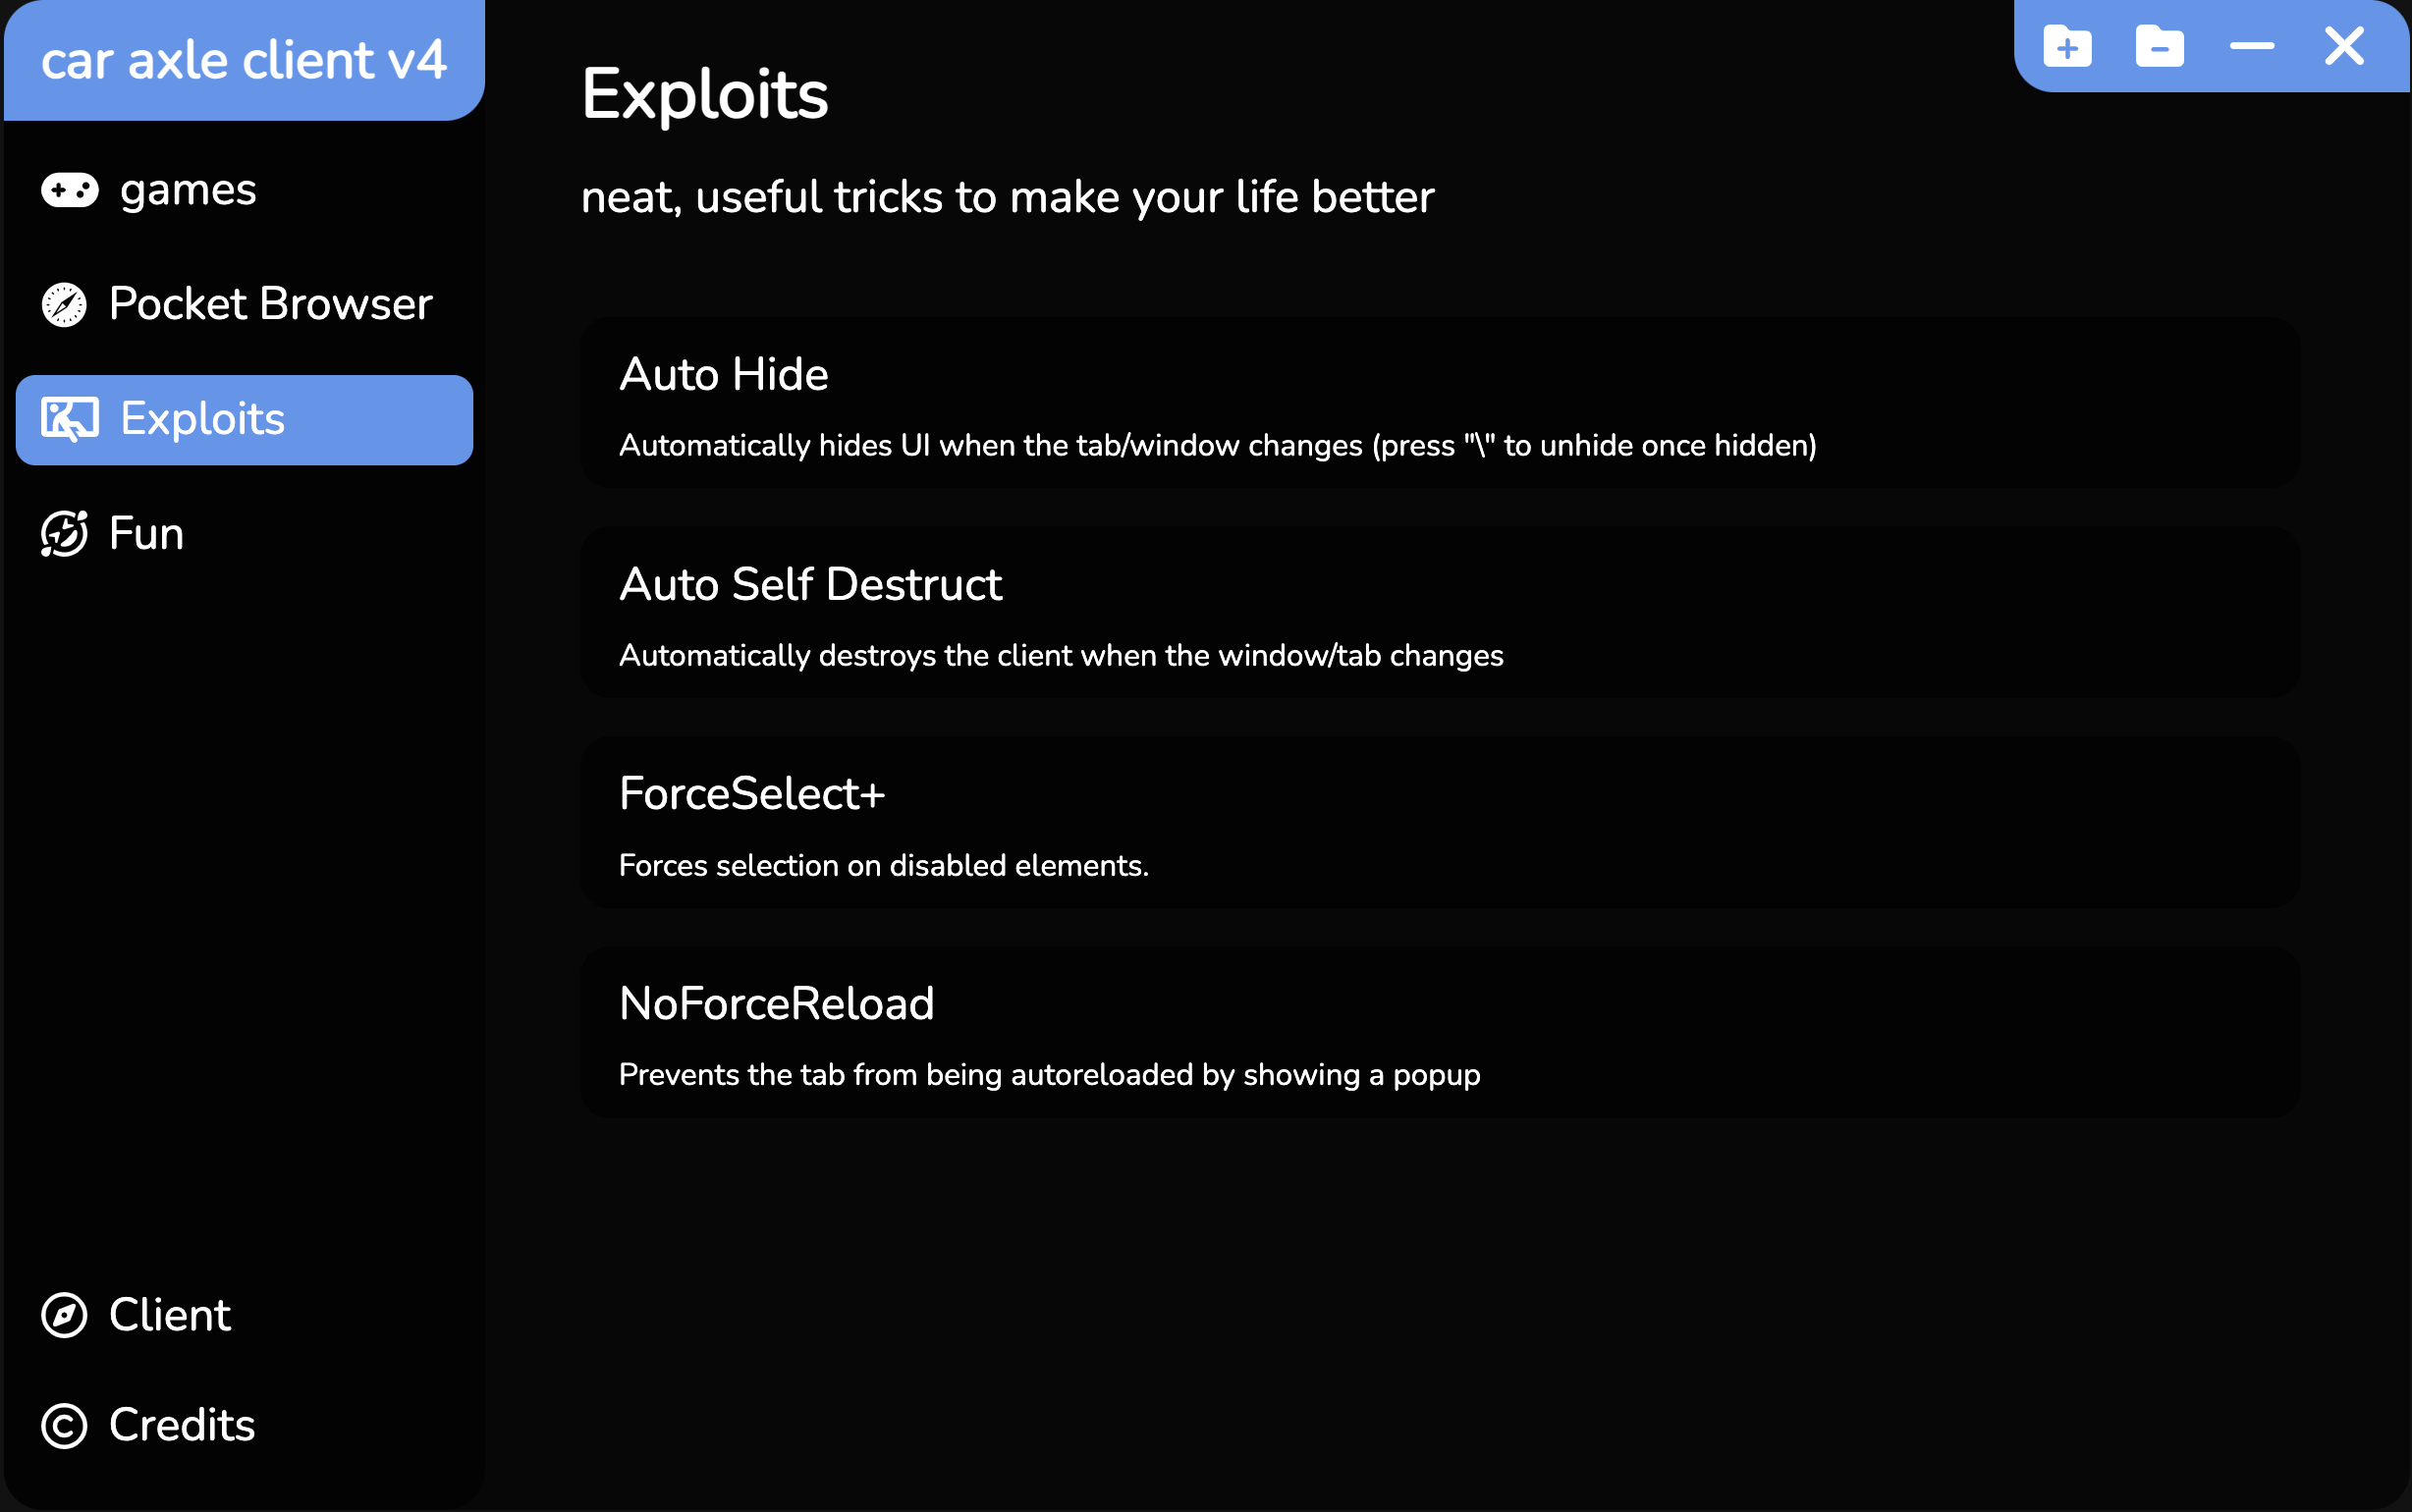 car axle client v4
games
Pocket Browser
Exploits
Fun
Client
Credits
Exploits
neat, useful tricks to make your life better
Auto Hide
Automatically hides UI when the tab/window changes (press "\" to unhide once hidden)
Auto Self Destruct
Automatically destroys the client when the window/tab changes
ForceSelect+
Forces selection on disabled elements.
NoForceReload
Prevents the tab from being autoreloaded by showing a popup